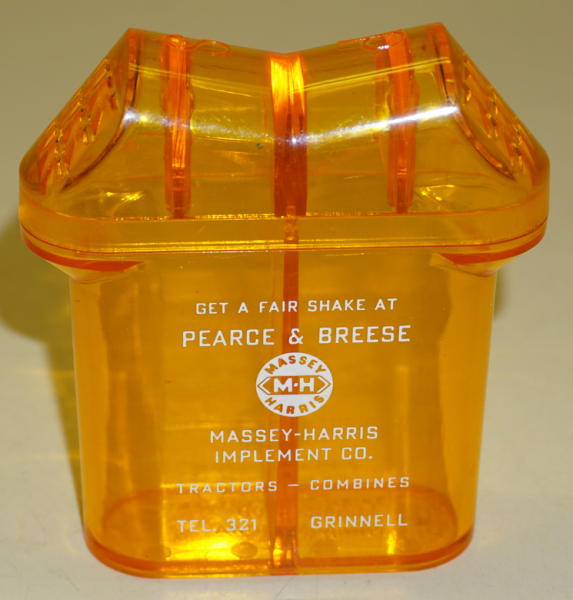 GET A FAIR SHAKE AT
PEARCE & BREESE
MASSEY
M-H
HARRIS
MASSEY-HARRIS
IMPLEMENT CO.
TRACTORS — COMBINES
TEL. 321 GRINNELL